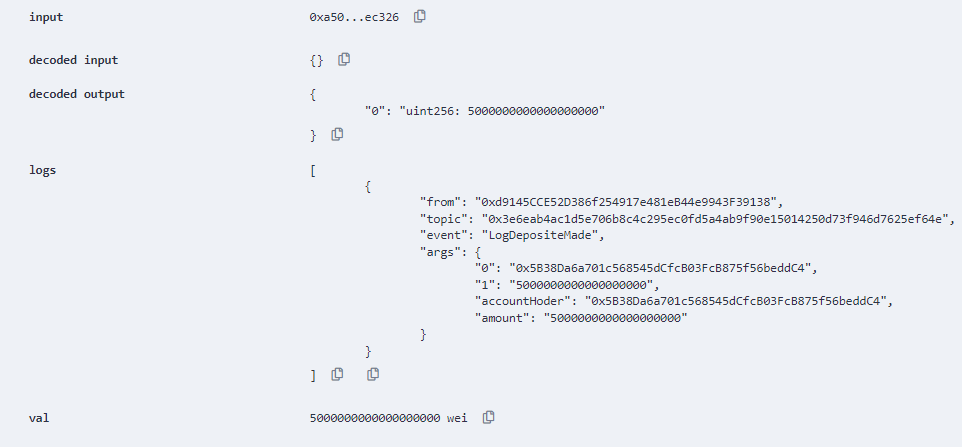 input 0xa50...ec326
decoded input {}
decoded output {
"0": "uint256: 5000000000000000000"
}
logs [
{
"from": "0xd9145CCE52D386f254917e481eB44e9943F39138",
"topic": "0x3e6eab4ac1d5e706b8c4c295ec0fd5a4ab9f90e15014250d73f946d7625ef64e",
"event": "LogDepositeMade",
"args": {
"0": "0x5B38Da6a701c568545dCfcB03FcB875f56beddC4",
"1": "5000000000000000000",
"accountHoder": "0x5B38Da6a701c568545dCfcB03FcB875f56beddC4",
"amount": "5000000000000000000"
}
}
]
val 5000000000000000000 wei